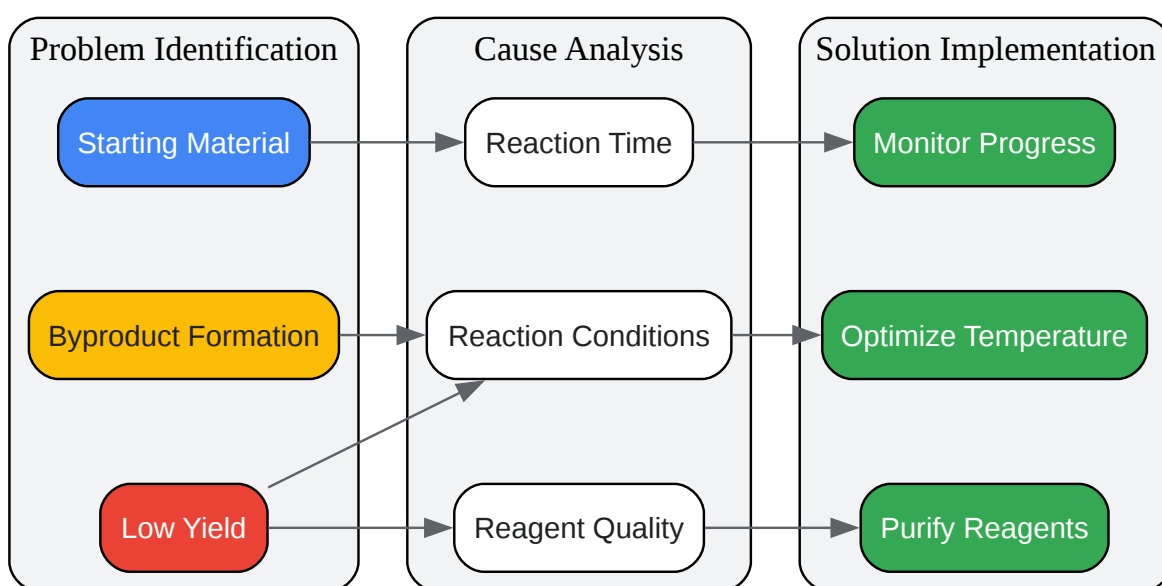 Problem Identification
Cause Analysis
Solution Implementation
Starting Material
Reaction Time
Monitor Progress
Byproduct Formation
Reaction Conditions
Optimize Temperature
Low Yield
Reagent Quality
Purify Reagents